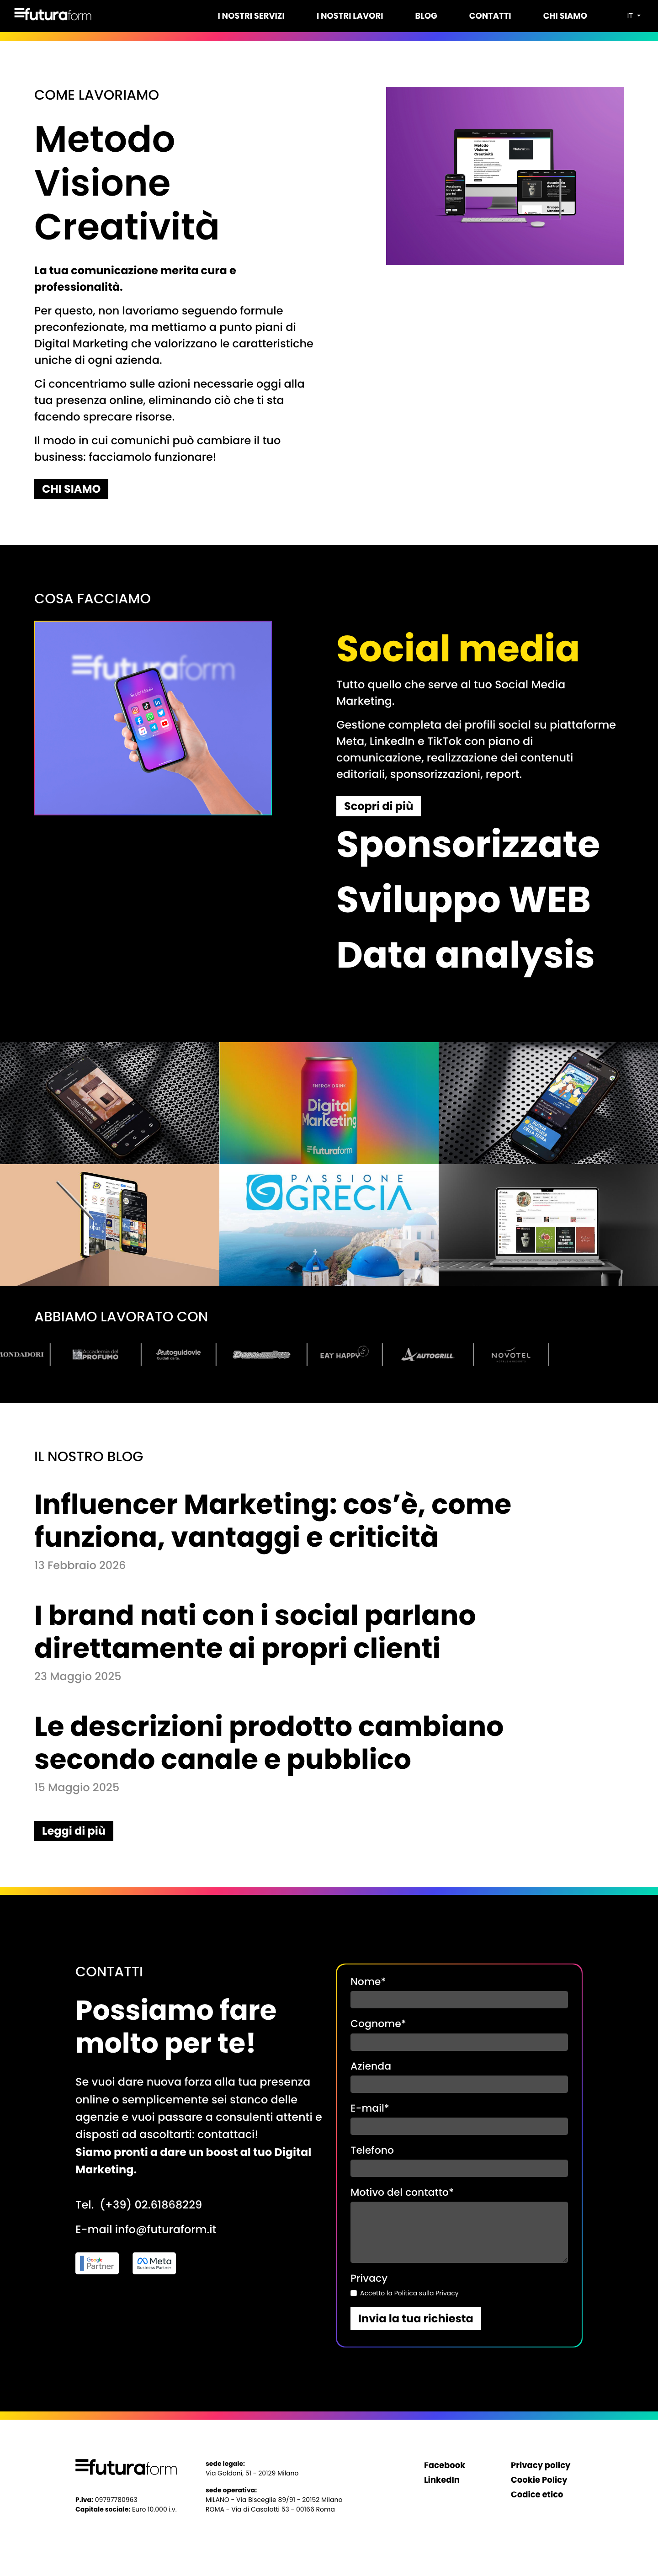 futuraform
I NOSTRI SERVIZI
I NOSTRI LAVORI
BLOG
CONTATTI
CHI SIAMO
IT
COME LAVORIAMO
Metodo
Visione
Creatività
La tua comunicazione merita cura e
professionalità.
Per questo, non lavoriamo seguendo formule
preconfezionate, ma mettiamo a punto piani di
Digital Marketing che valorizzano le caratteristiche
uniche di ogni azienda.
Ci concentriamo sulle azioni necessarie oggi alla
tua presenza online, eliminando ciò che ti sta
facendo sprecare risorse.
Il modo in cui comunichi può cambiare il tuo
business: facciamolo funzionare!
CHI SIAMO
COSA FACCIAMO
futuraform
Social Media
Social media
Tutto quello che serve al tuo Social Media
Marketing.
Gestione completa dei profili social su piattaforme
Meta, LinkedIn e TikTok con piano di
comunicazione, realizzazione dei contenuti
editoriali, sponsorizzazioni, report.
Scopri di più
Sponsorizzate
Sviluppo WEB
Data analysis
ENERGY DRINK
Digital
Marketing
futuraform
PASSIONE
GRECIA
ABBIAMO LAVORATO CON
MONDADORI
Accademia del
PROFUMO
Autoguidovie
EAT HAPPY
AUTOGRILL
NOVOTEL
IL NOSTRO BLOG
Influencer Marketing: cos’è, come
funziona, vantaggi e criticità
13 Febbraio 2026
I brand nati con i social parlano
direttamente ai propri clienti
23 Maggio 2025
Le descrizioni prodotto cambiano
secondo canale e pubblico
15 Maggio 2025
Leggi di più
CONTATTI
Possiamo fare
molto per te!
Se vuoi dare nuova forza alla tua presenza
online o semplicemente sei stanco delle
agenzie e vuoi passare a consulenti attenti e
disposti ad ascoltarti: contattaci!
Siamo pronti a dare un boost al tuo Digital
Marketing.
Tel. (+39) 02.61868229
E-mail info@futuraform.it
Google
Partner
Meta
Business Partner
Nome*
Cognome*
Azienda
E-mail*
Telefono
Motivo del contatto*
Privacy
Accetto la Politica sulla Privacy
Invia la tua richiesta
futuraform
P.iva: 09797780963
Capitale sociale: Euro 10.000 i.v.
sede legale:
Via Goldoni, 51 - 20129 Milano
sede operativa:
MILANO - Via Bisceglie 89/91 - 20152 Milano
ROMA - Via di Casalotti 53 - 00166 Roma
Facebook
LinkedIn
Privacy policy
Cookie Policy
Codice etico